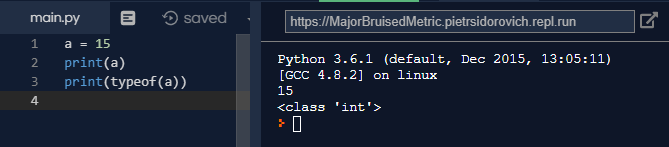 main.py
saved
https://MajorBruisedMetric.pietrsidorovich.repl.run
1 a = 15
2 print(a)
3 print(typeof(a))
4
Python 3.6.1 (default, Dec 2015, 13:05:11)
[GCC 4.8.2] on linux
15
<class 'int'>